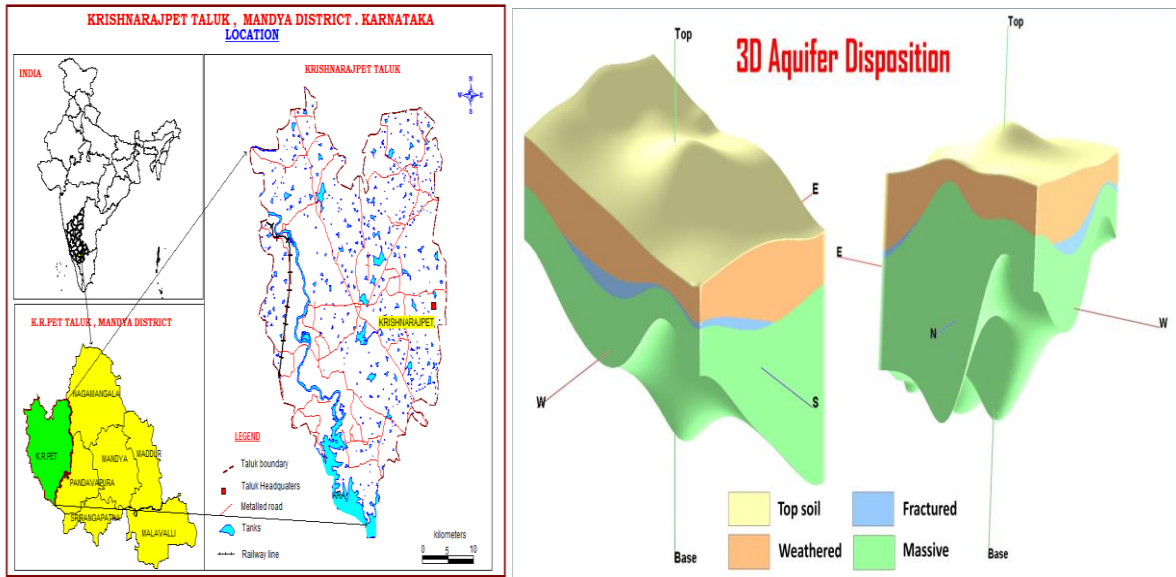 KRISHNARAJPET TALUK , MANDYA DISTRICT . KARNATAKA
LOCATION
INDIA
KRISHNARAJPET TALUK
N
W E
S
KRISHNARAJPET
K.R.PET TALUK , MANDYA DISTRICT
NAGAMANGALA
K.R.PET
MANDYA
MADDUR
PANDAVAPURA
SRIRANGAPATNA
MALAVALLI
LEGEND
Taluk boundary
Taluk Headquaters
Metalled road
Tanks
Railway line
kilometers
0 5 10
3D Aquifer Disposition
Top
E
W
S
Base
Top
E
N
W
Base
Top soil
Fractured
Weathered
Massive